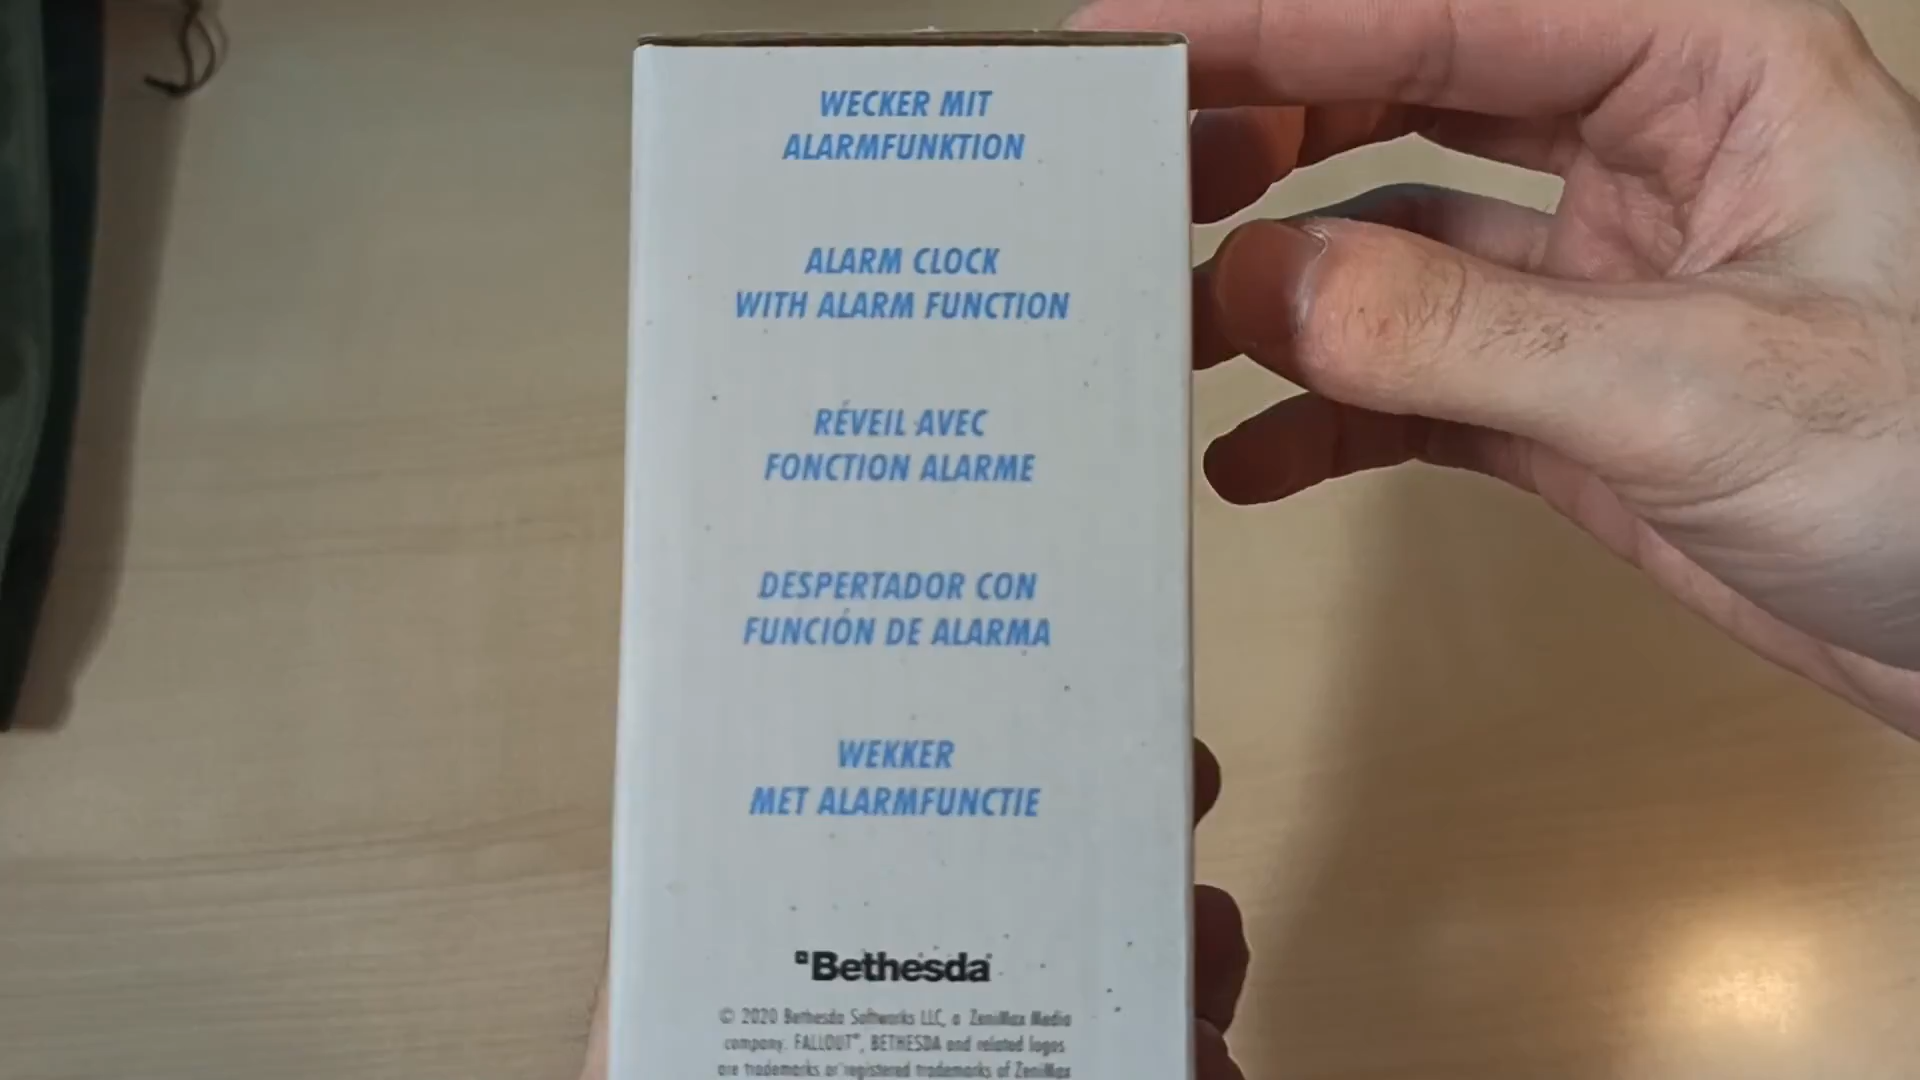 WECKER MIT
ALARMFUNKTION
ALARM CLOCK
WITH ALARM FUNCTION
RÉVEIL AVEC
FONCTION ALARME
DESPERTADOR CON
FUNCIÓN DE ALARMA
WEKKER
MET ALARMFUNCTIE
Bethesda
© 2020 Bethesda Softworks LLC, a ZeniMax Media
company. FALLOUT®, BETHESDA and related logos
are trademarks or registered trademarks of ZeniMax